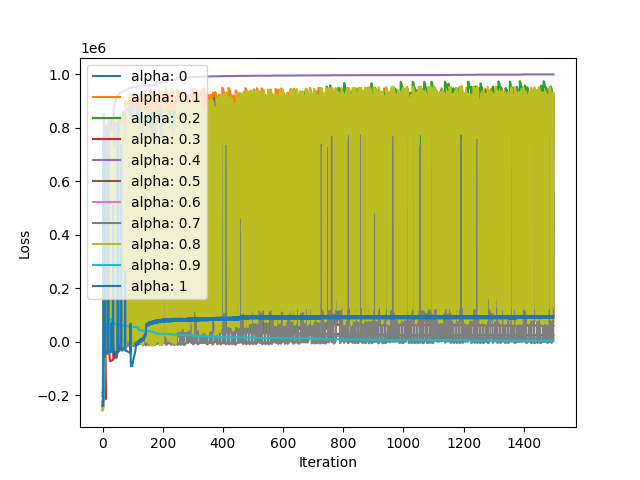 1e6
1.0
0.8
0.6
0.4
0.2
0.0
−0.2
Loss
alpha: 0
alpha: 0.1
alpha: 0.2
alpha: 0.3
alpha: 0.4
alpha: 0.5
alpha: 0.6
alpha: 0.7
alpha: 0.8
alpha: 0.9
alpha: 1
0 200 400 600 800 1000 1200 1400
Iteration